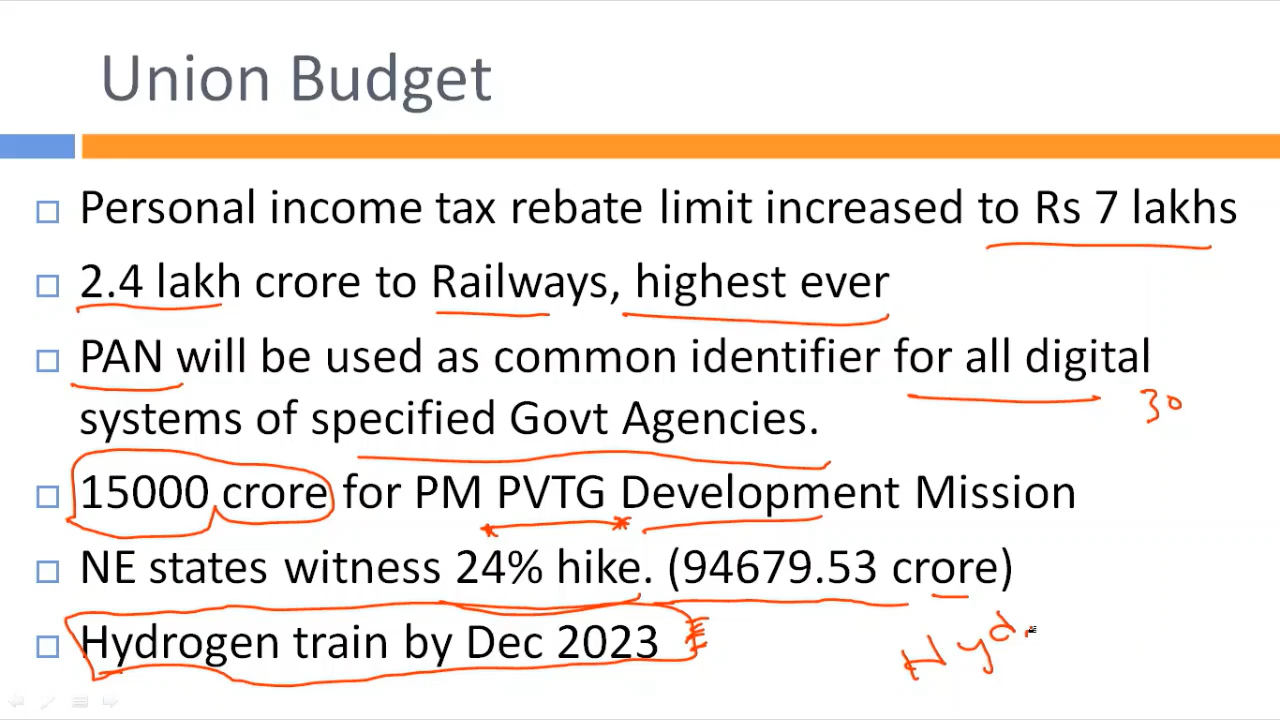 Union Budget
Personal income tax rebate limit increased to Rs 7 lakhs
2.4 lakh crore to Railways, highest ever
PAN will be used as common identifier for all digital
30
systems of specified Govt Agencies.
15000 crore for PM PVTG Development Mission
NE states witness 24% hike. (94679.53 crore)
Hydrogen train by Dec 2023
Hyd